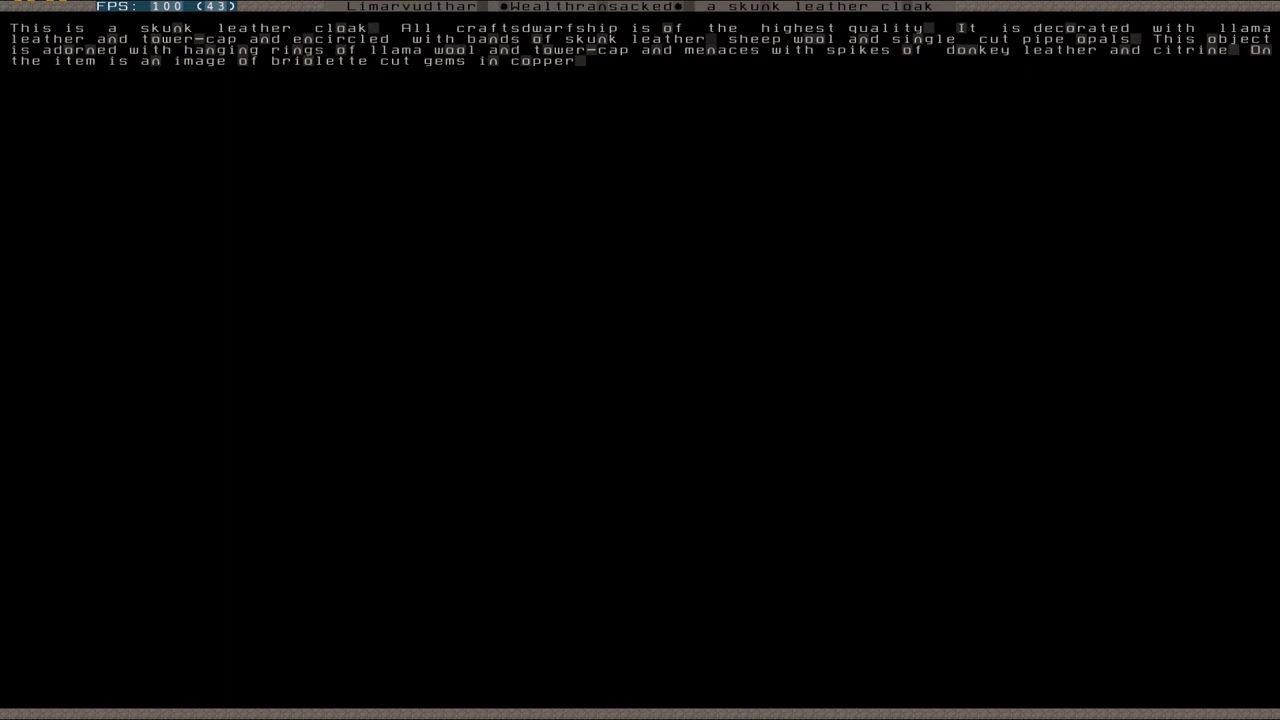 FPS: 100 (43) Limarvudthar Wealthransacked a skunk leather cloak
This is a skunk leather cloak All craftsdwarfship is of the highest quality It is decorated with llama
leather and tower-cap and encircled with bands of skunk leather sheep wool and single cut pipe opals This object
is adorned with hanging rings of llama wool and tower-cap and menaces with spikes of donkey leather and citrine On
the item is an image of briolette cut gems in copper